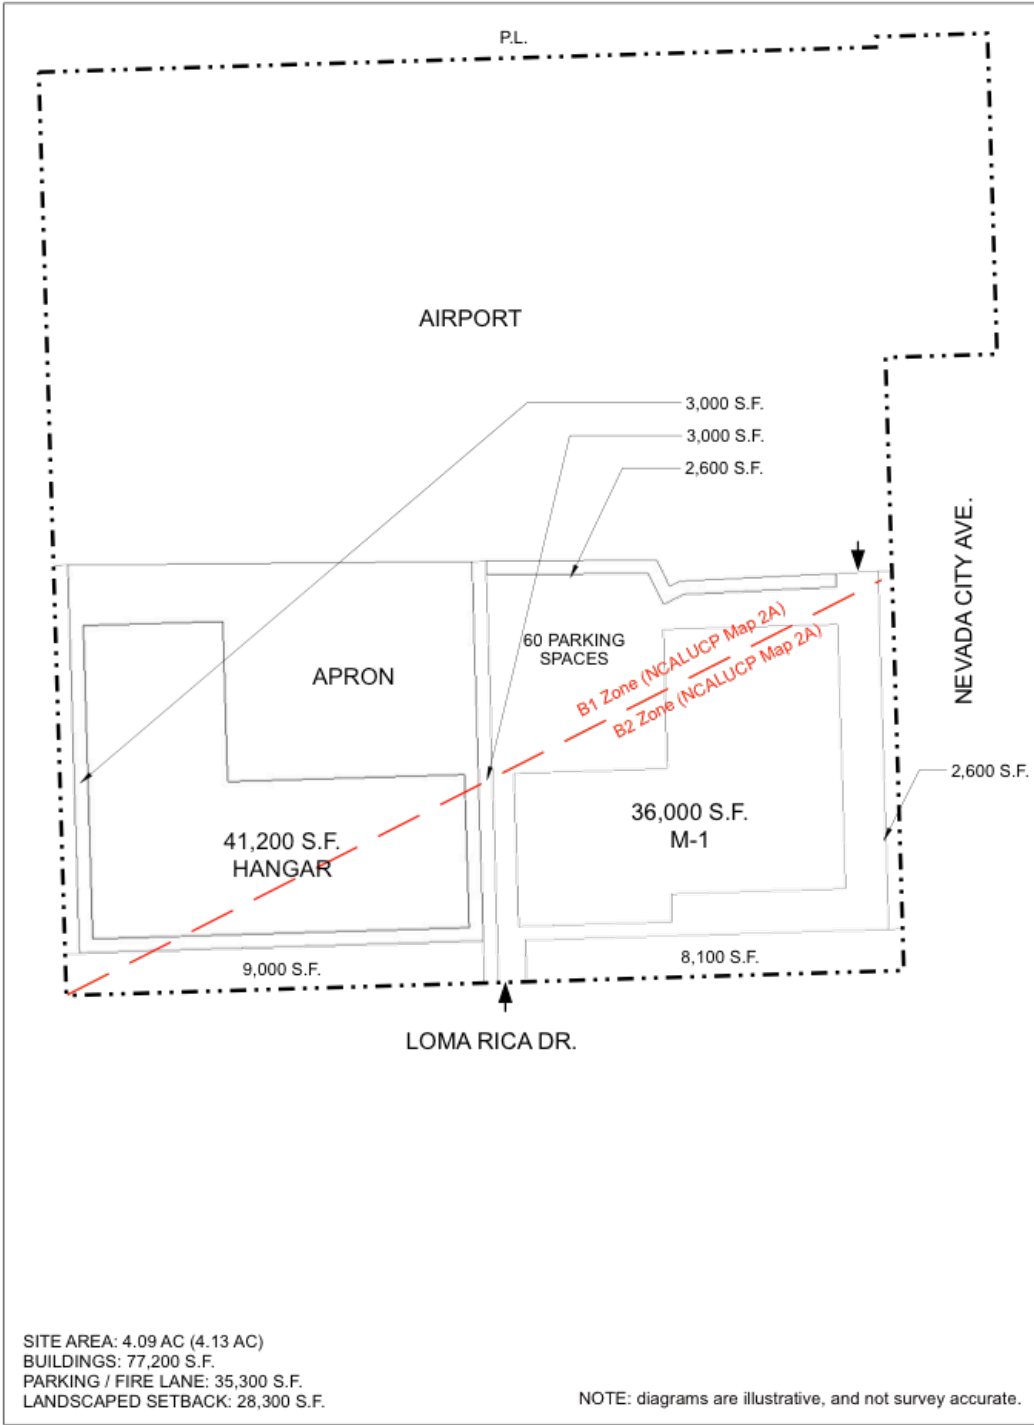 P.L.
AIRPORT
3,000 S.F.
3,000 S.F.
2,600 S.F.
NEVADA CITY AVE.
60 PARKING
SPACES
B1 Zone (NCALUCP Map 2A)
B2 Zone (NCALUCP Map 2A)
APRON
2,600 S.F.
36,000 S.F.
M-1
41,200 S.F.
HANGAR
9,000 S.F.
8,100 S.F.
LOMA RICA DR.
SITE AREA: 4.09 AC (4.13 AC)
BUILDINGS: 77,200 S.F.
PARKING / FIRE LANE: 35,300 S.F.
LANDSCAPED SETBACK: 28,300 S.F.
NOTE: diagrams are illustrative, and not survey accurate.